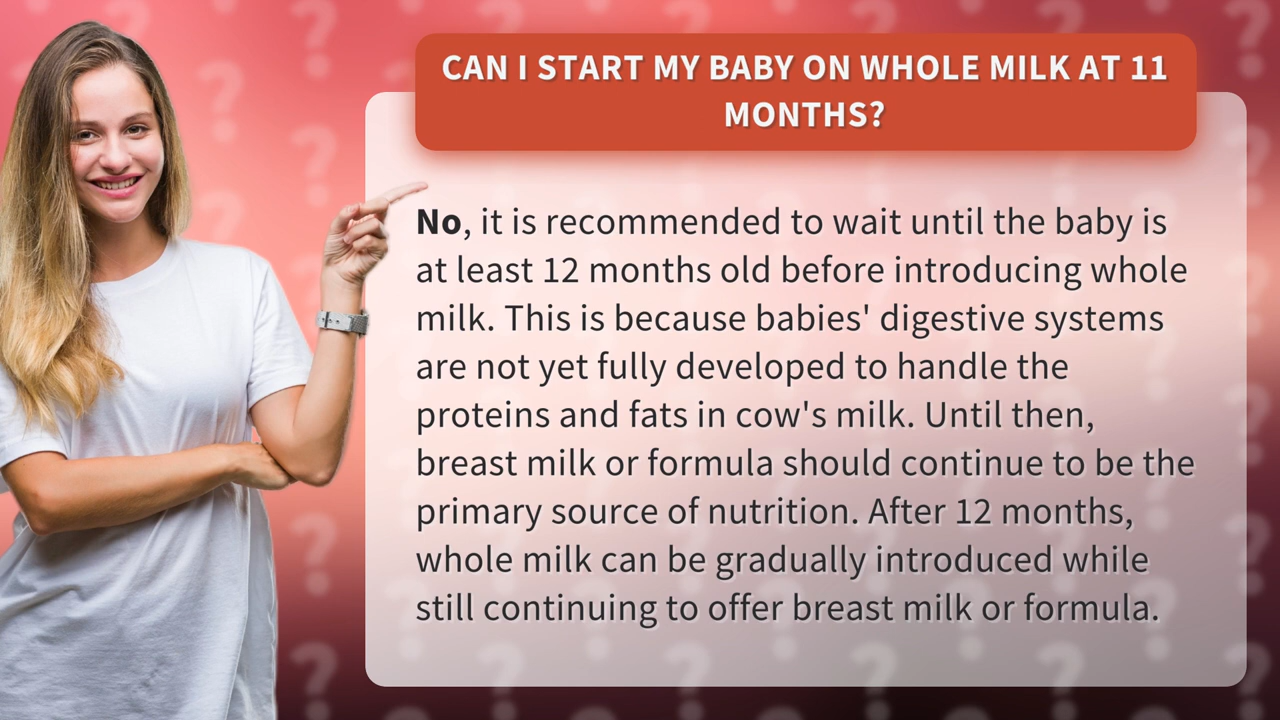 CAN I START MY BABY ON WHOLE MILK AT 11
MONTHS?
No, it is recommended to wait until the baby is
at least 12 months old before introducing whole
milk. This is because babies' digestive systems
are not yet fully developed to handle the
proteins and fats in cow's milk. Until then,
breast milk or formula should continue to be the
primary source of nutrition. After 12 months,
whole milk can be gradually introduced while
still continuing to offer breast milk or formula.